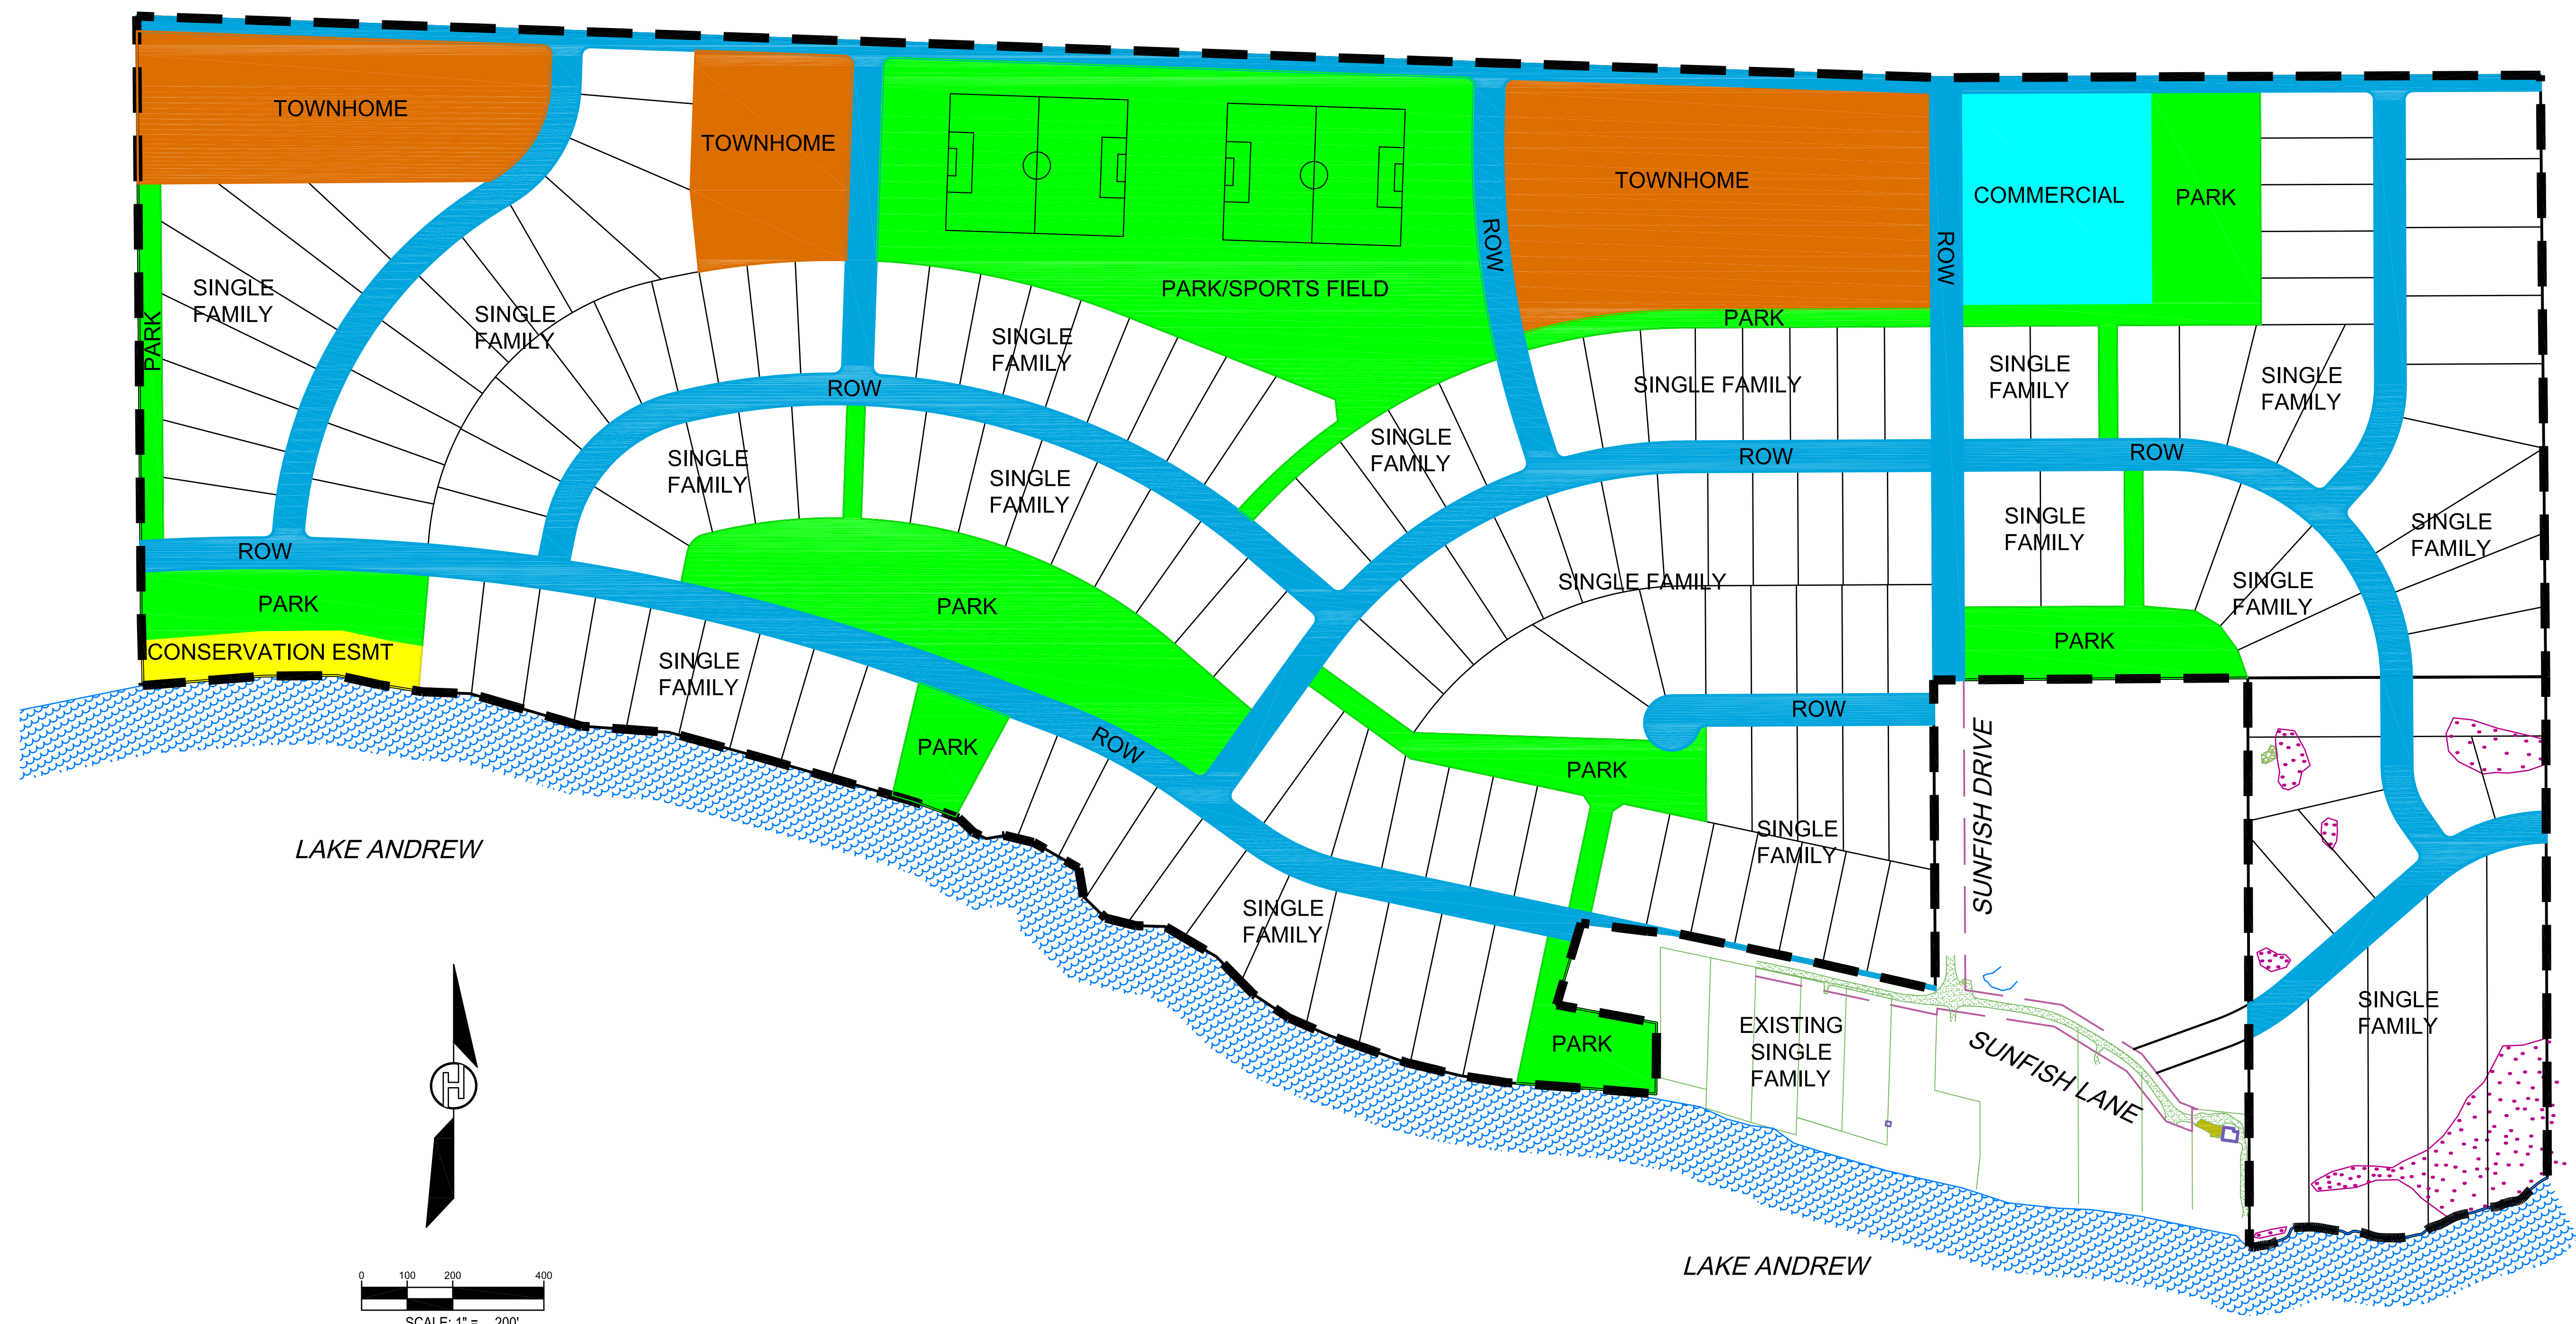 TOWNHOME
TOWNHOME
TOWNHOME
COMMERCIAL
PARK
ROW
ROW
PARK/SPORTS FIELD
SINGLE
FAMILY
SINGLE
FAMILY
PARK
SINGLE
FAMILY
PARK
SINGLE FAMILY
SINGLE
FAMILY
SINGLE
FAMILY
ROW
SINGLE
FAMILY
SINGLE
FAMILY
SINGLE
FAMILY
ROW
ROW
ROW
SINGLE
FAMILY
SINGLE
FAMILY
SINGLE FAMILY
SINGLE
FAMILY
PARK
PARK
PARK
CONSERVATION ESMT
SINGLE
FAMILY
ROW
PARK
ROW
PARK
SUNFISH DRIVE
LAKE ANDREW
SINGLE
FAMILY
SINGLE
FAMILY
SINGLE
FAMILY
PARK
EXISTING
SINGLE
FAMILY
SUNFISH LANE
H
LAKE ANDREW
0 100 200 400
SCALE: 1" = 200'